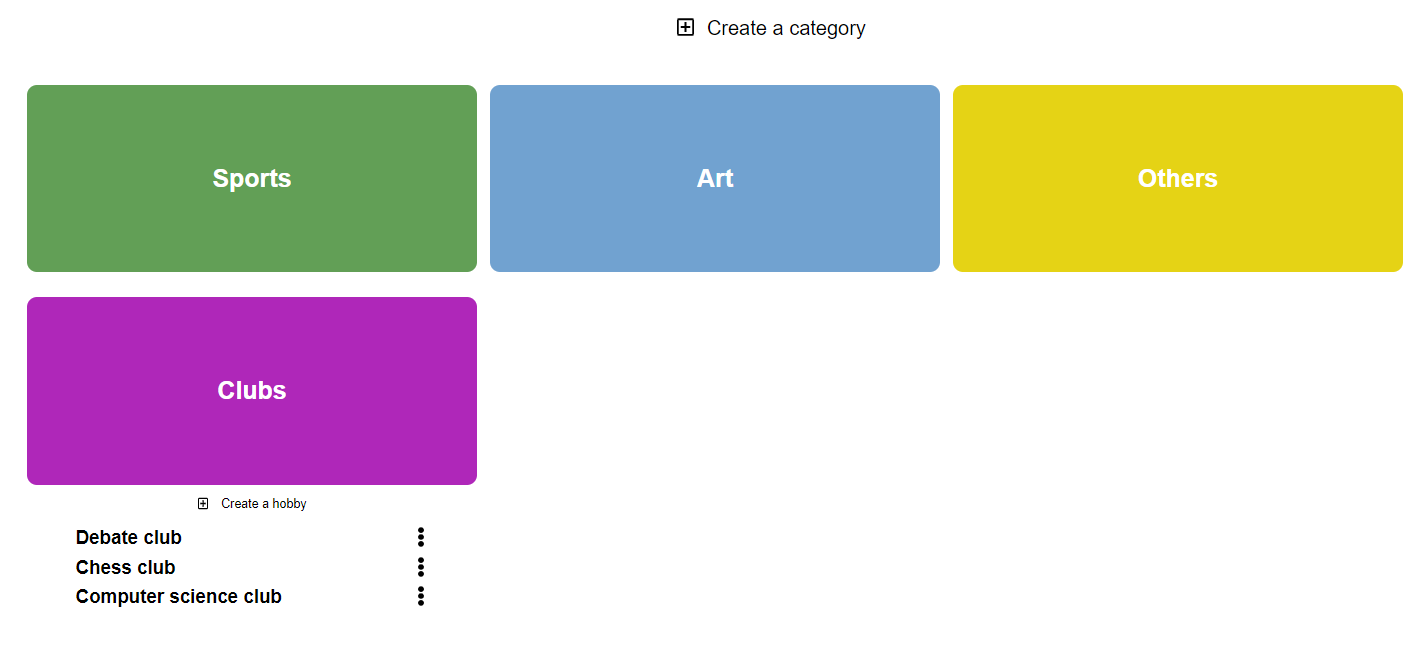 Create a category
Sports
Art
Others
Clubs
Create a hobby
Debate club
Chess club
Computer science club